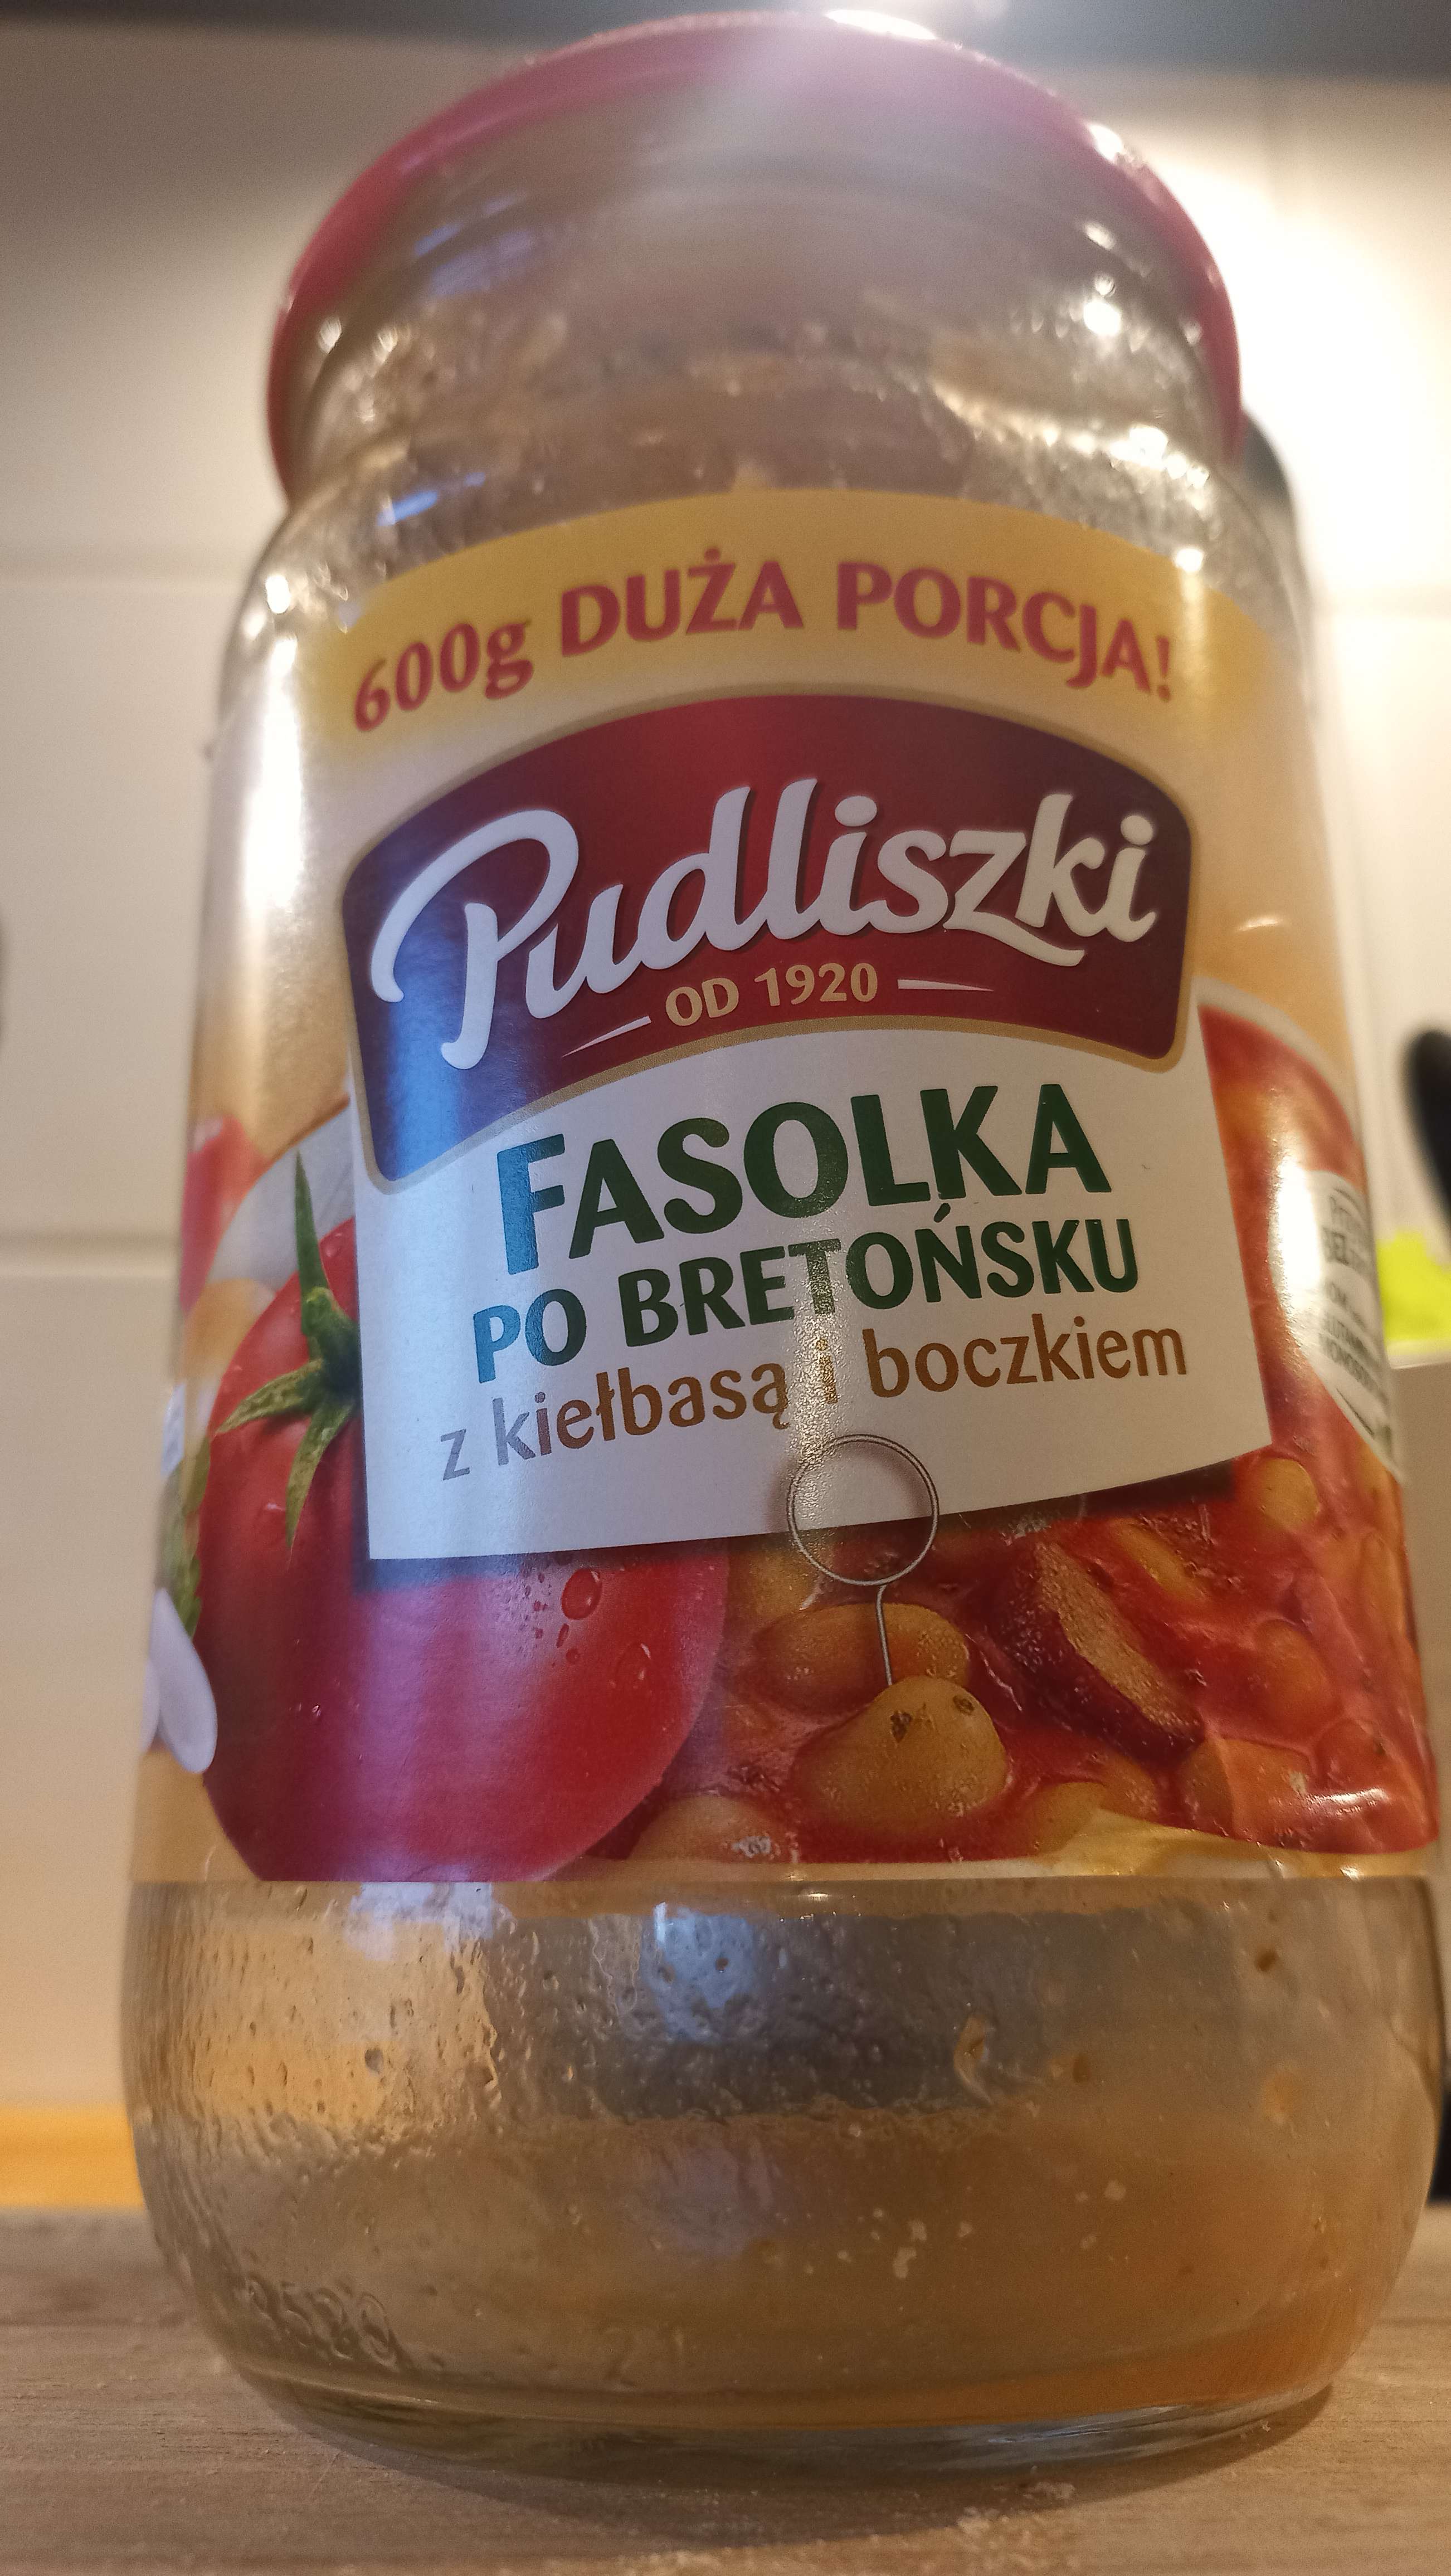 600g DUŻA PORCJA!
Pudliszki
OD 1920
FASOLKA
PO BRETOŃSKU
z kiełbasą i boczkiem